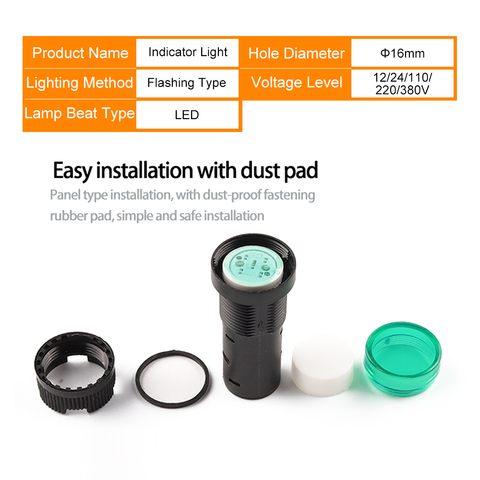 Product Name Indicator Light Hole Diameter Φ16mm
Lighting Method Flashing Type Voltage Level 12/24/110/
220/380V
Lamp Beat Type LED
Easy installation with dust pad
Panel type installation, with dust-proof fastening
rubber pad, simple and safe installation